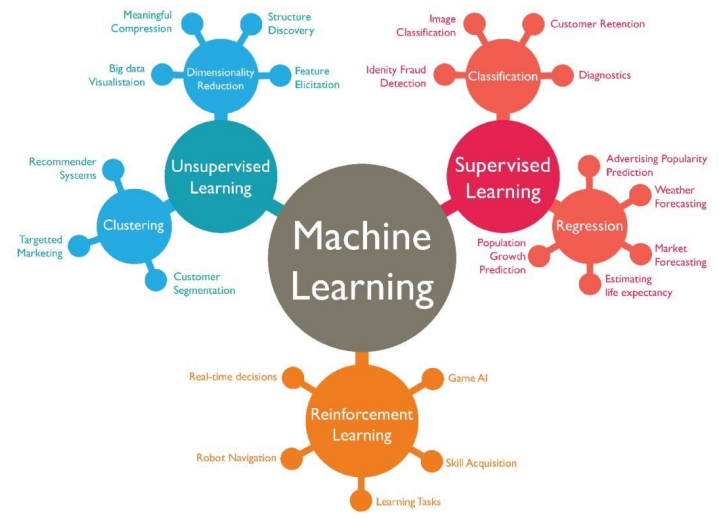 Machine
Learning
Unsupervised
Learning
Dimensionality
Reduction
Meaningful
Compression
Structure
Discovery
Big data
Visualistaion
Feature
Elicitation
Clustering
Recommender
Systems
Targetted
Marketing
Customer
Segmentation
Supervised
Learning
Classification
Image
Classification
Customer Retention
Idenity Fraud
Detection
Diagnostics
Regression
Advertising Popularity
Prediction
Weather
Forecasting
Population
Growth
Prediction
Market
Forecasting
Estimating
life expectancy
Reinforcement
Learning
Real-time decisions
Game AI
Robot Navigation
Skill Acquisition
Learning Tasks